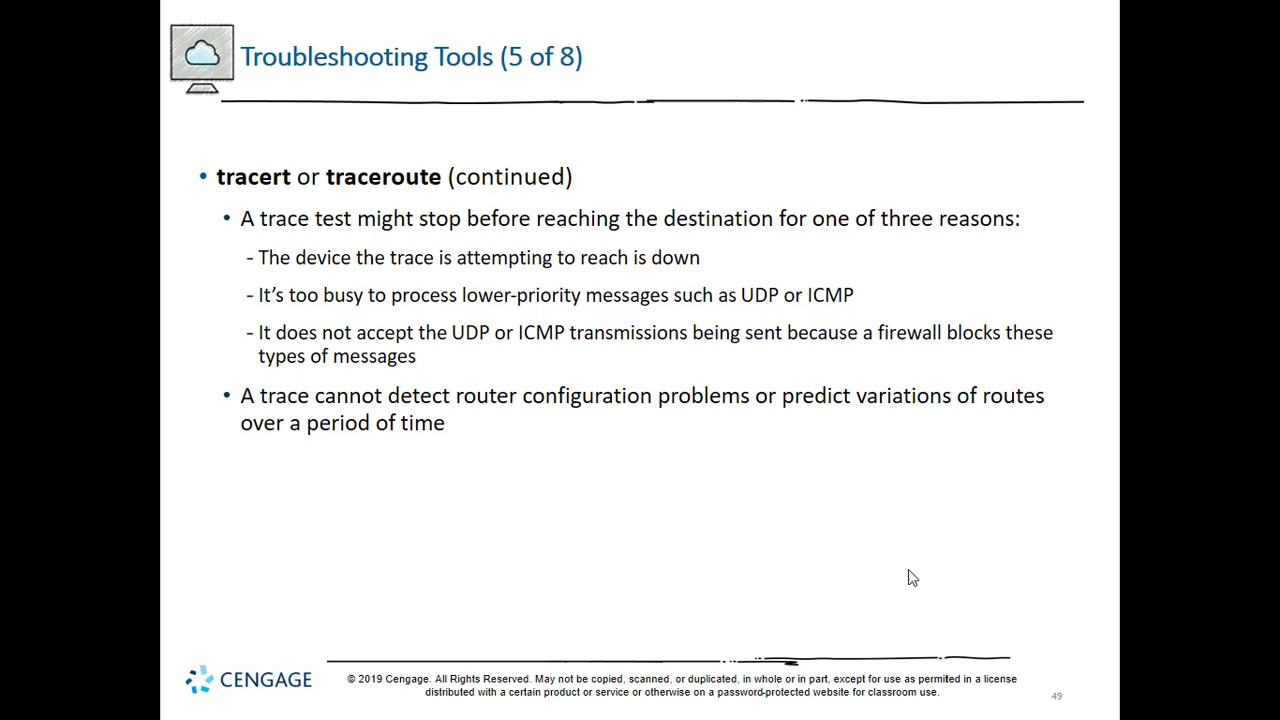 Troubleshooting Tools (5 of 8)
• tracert or traceroute (continued)
• A trace test might stop before reaching the destination for one of three reasons:
- The device the trace is attempting to reach is down
- It’s too busy to process lower-priority messages such as UDP or ICMP
- It does not accept the UDP or ICMP transmissions being sent because a firewall blocks these
types of messages
• A trace cannot detect router configuration problems or predict variations of routes
over a period of time
CENGAGE
© 2019 Cengage. All Rights Reserved. May not be copied, scanned, or duplicated, in whole or in part, except for use as permitted in a license
distributed with a certain product or service or otherwise on a password-protected website for classroom use.
49